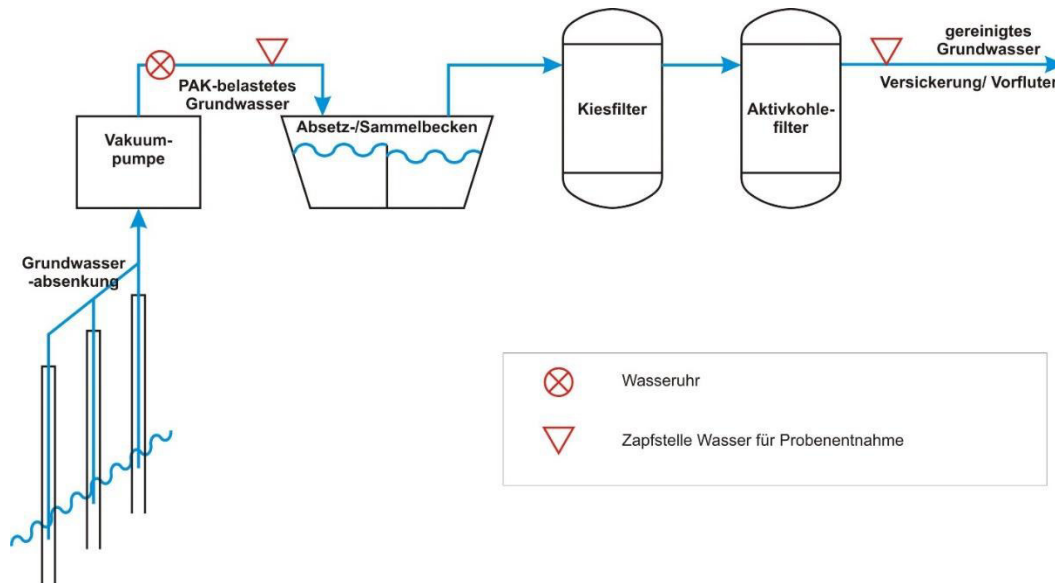 PAK-belastetes
Grundwasser
Vakuum-
pumpe
Absetz-/Sammelbecken
Kiesfilter
Aktivkohle-
filter
gereinigtes
Grundwasser
Versickerung/ Vorfluter
Grundwasser
-absenkung
Wasseruhr
Zapfstelle Wasser für Probenentnahme